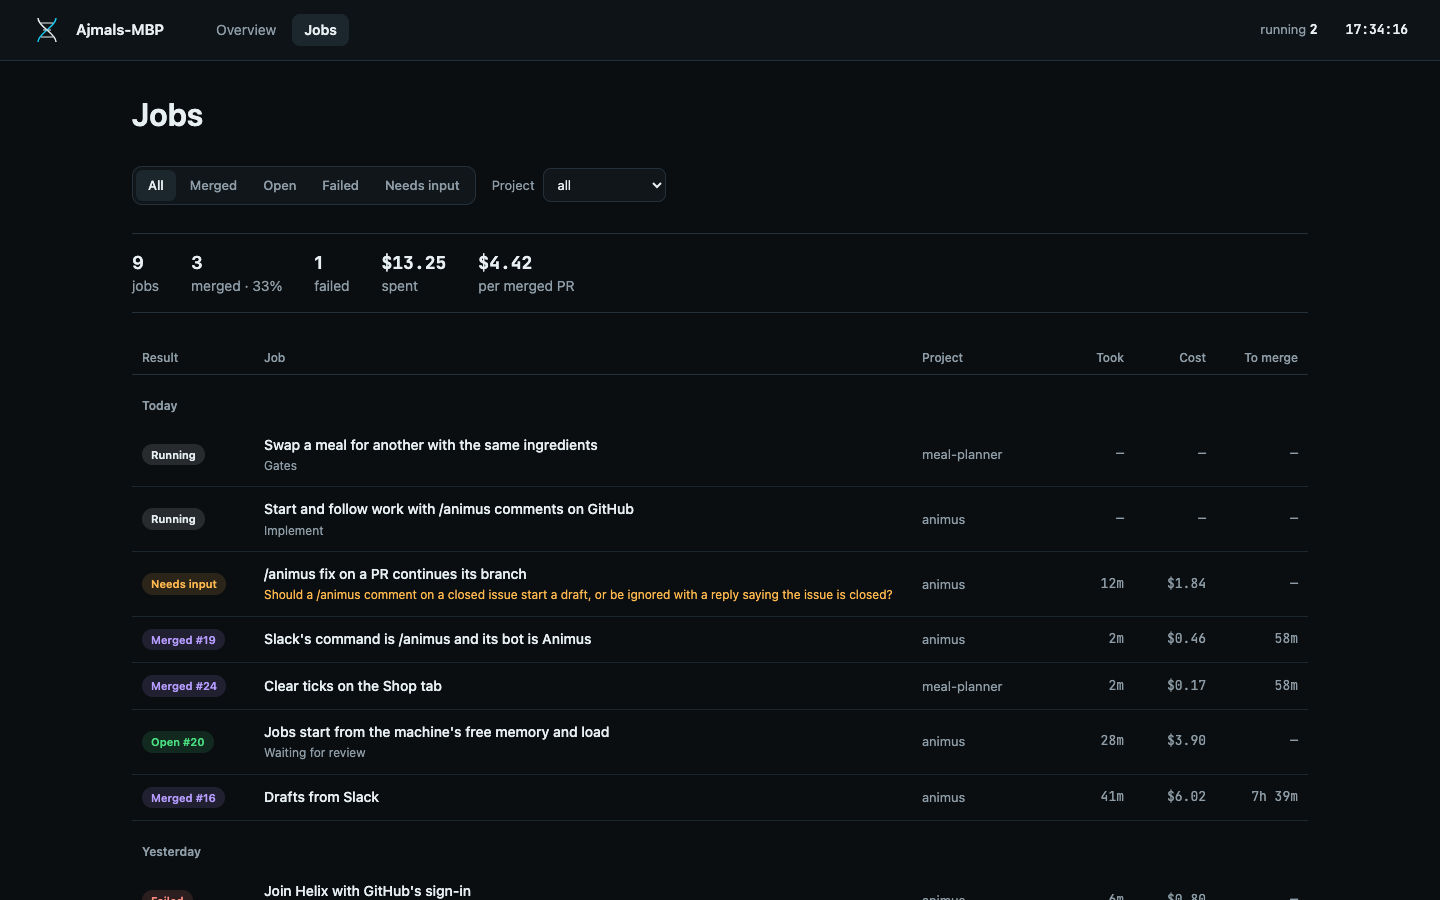 Ajmals-MBP Overview Jobs running 2 17:34:16
Jobs
All Merged Open Failed Needs input Project all
9 3 1 $13.25 $4.42
jobs merged · 33% failed spent per merged PR
Result Job Project Took Cost To merge
Today
Running Swap a meal for another with the same ingredients meal-planner – – –
Gates
Running Start and follow work with /animus comments on GitHub animus – – –
Implement
Needs input /animus fix on a PR continues its branch animus 12m $1.84 –
Should a /animus comment on a closed issue start a draft, or be ignored with a reply saying the issue is closed?
Merged #19 Slack's command is /animus and its bot is Animus animus 2m $0.46 58m
Merged #24 Clear ticks on the Shop tab meal-planner 2m $0.17 58m
Open #20 Jobs start from the machine's free memory and load animus 28m $3.90 –
Waiting for review
Merged #16 Drafts from Slack animus 41m $6.02 7h 39m
Yesterday
Failed Join Helix with GitHub's sign-in animus 6m $0.80 –